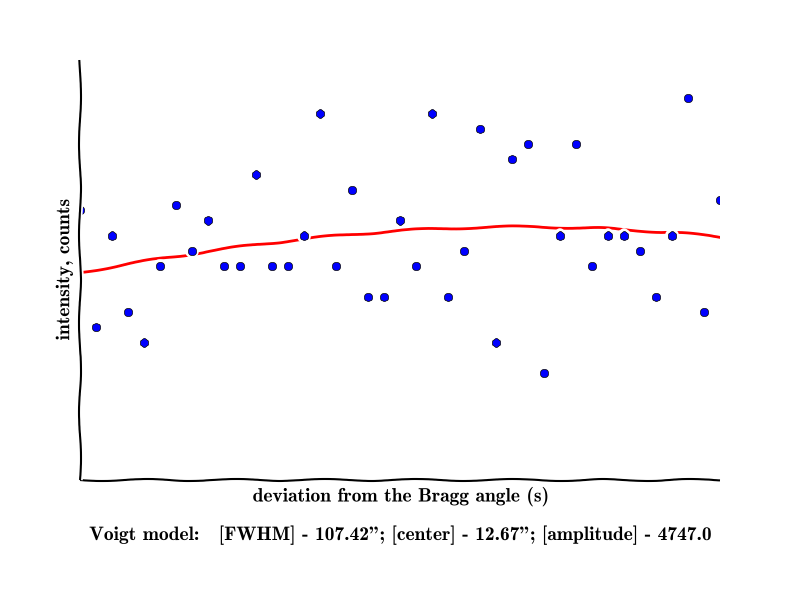 intensity, counts
deviation from the Bragg angle (s)
Voigt model: [FWHM] - 107.42”; [center] - 12.67”; [amplitude] - 4747.0